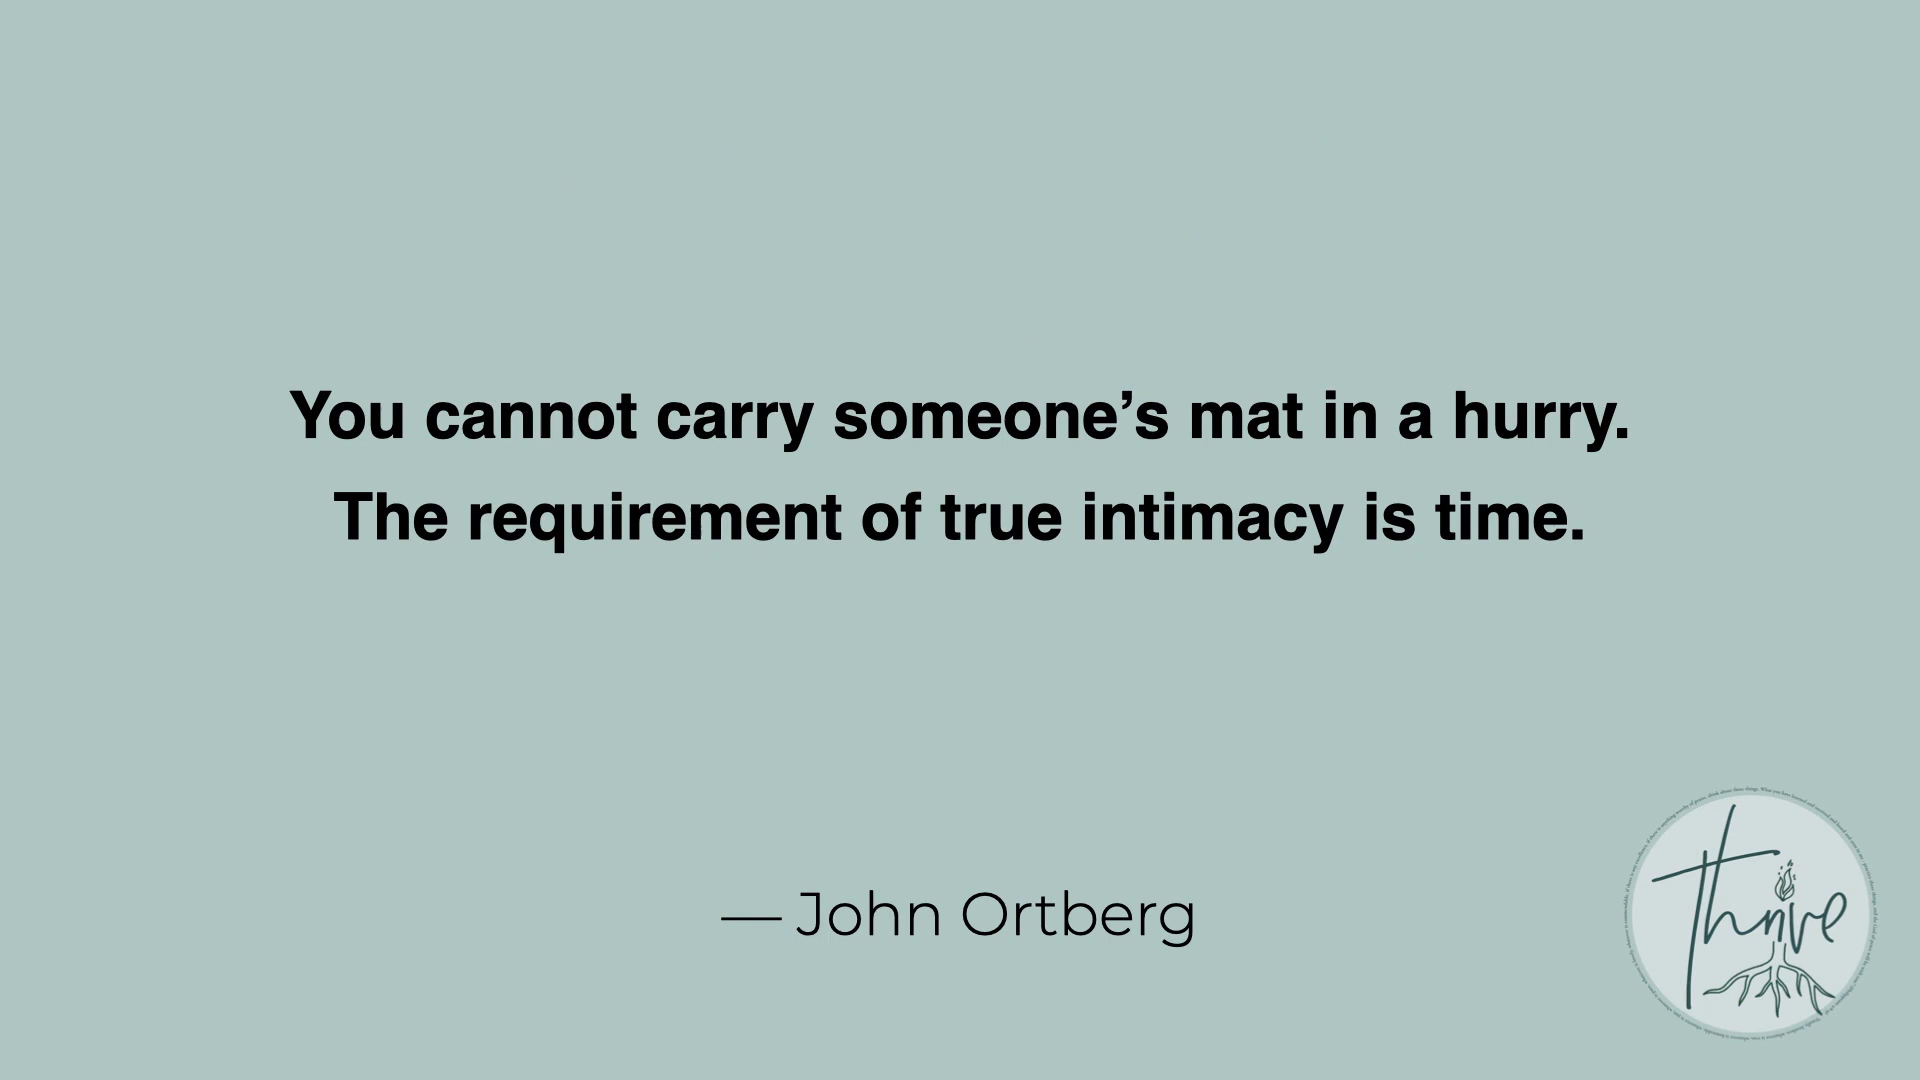 You cannot carry someone’s mat in a hurry.
The requirement of true intimacy is time.
— John Ortberg
Thrive